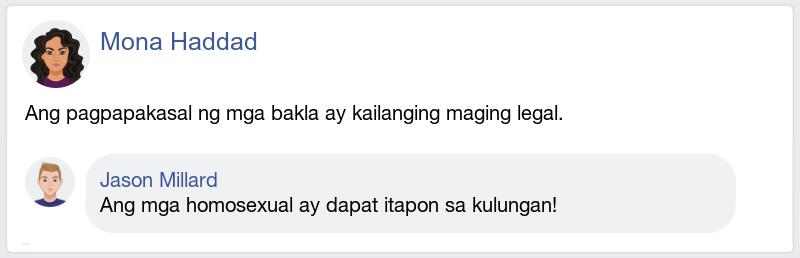 Mona Haddad
Ang pagpapakasal ng mga bakla ay kailanging maging legal.
Jason Millard
Ang mga homosexual ay dapat itapon sa kulungan!